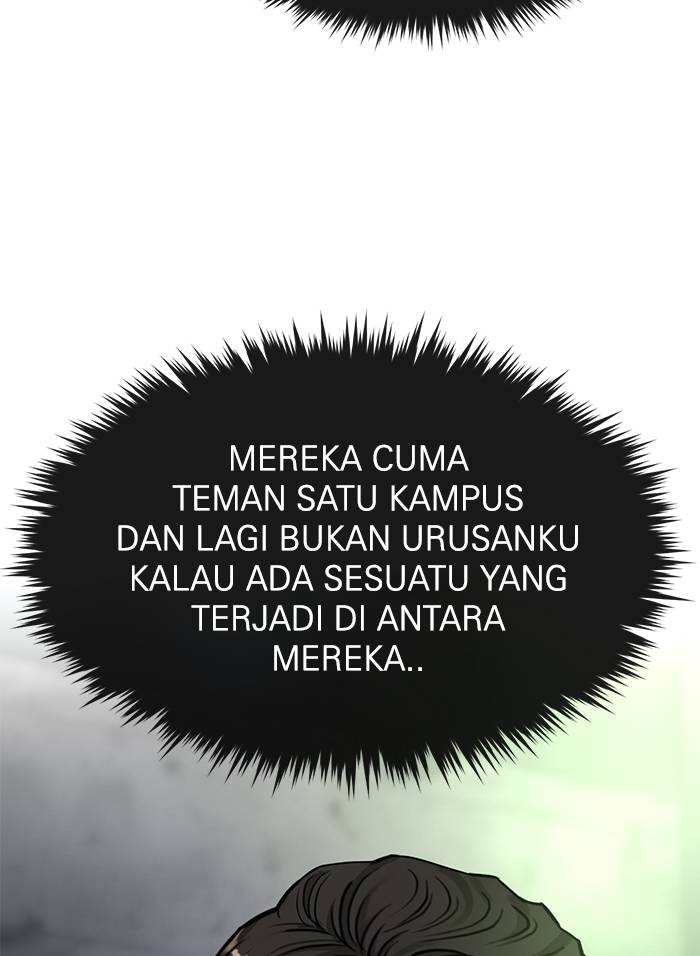 MEREKA CUMA
TEMAN SATU KAMPUS
DAN LAGI BUKAN URUSANKU
KALAU ADA SESUATU YANG
TERJADI DI ANTARA
MEREKA..